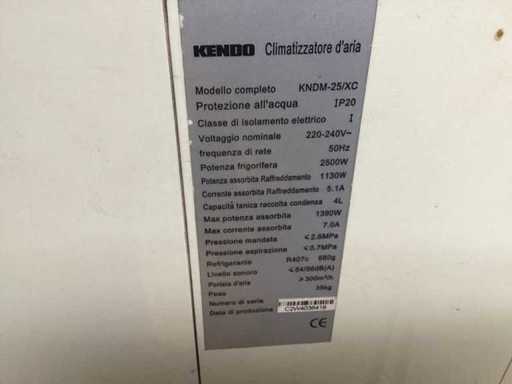 KENDO Climatizzatore d'aria
Modello completo KNDM-25/XC
Protezione all'acqua IP20
Classe di isolamento elettrico I
Voltaggio nominale 220-240V~
frequenza di rete 50Hz
Potenza frigorifera 2500W
Potenza assorbita Raffreddamento 1130W
Corrente assorbita Raffreddamento 5.1A
Capacità tanica raccolta condensa 4L
Max potenza assorbita 1390W
Max corrente assorbita 7.0A
Pressione mandata ≤2.6MPa
Pressione aspirazione ≤0.7MPa
Refrigerante R407c 680g
Livello sonoro ≤54/56dB(A)
Portata d'aria ≥300m³/h
Peso 35kg
Numero di serie
Data di produzione C2W4036418
CE